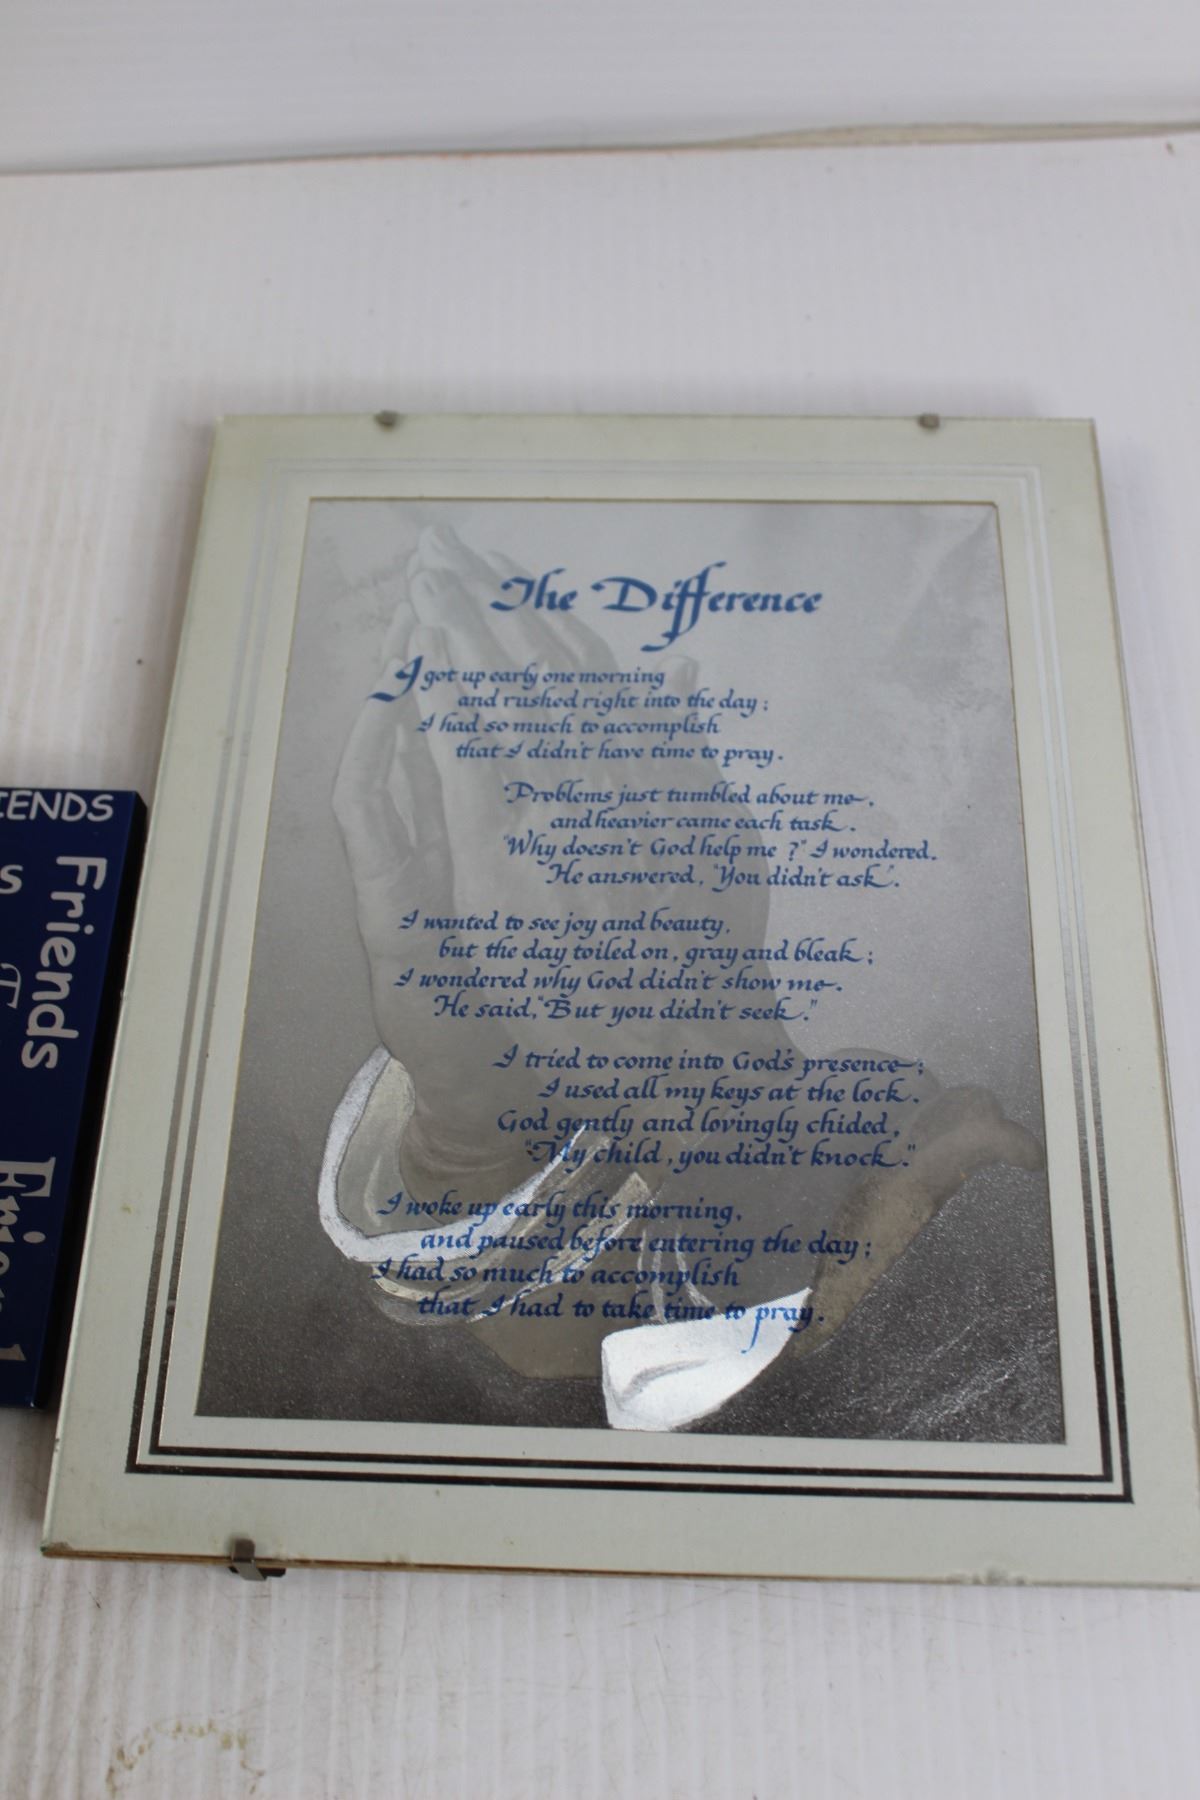 The Difference
I got up early one morning
and rushed right into the day;
I had so much to accomplish
that I didn't have time to pray.
Problems just tumbled about me,
and heavier came each task.
"Why doesn't God help me?" I wondered.
He answered, "You didn't ask".
I wanted to see joy and beauty,
but the day toiled on, gray and bleak;
I wondered why God didn't show me.
He said, "But you didn't seek."
I tried to come into God's presence;
I used all my keys at the lock.
God gently and lovingly chided,
"My child, you didn't knock."
I woke up early this morning,
and paused before entering the day;
I had so much to accomplish
that I had to take time to pray.
IENDS
Friends